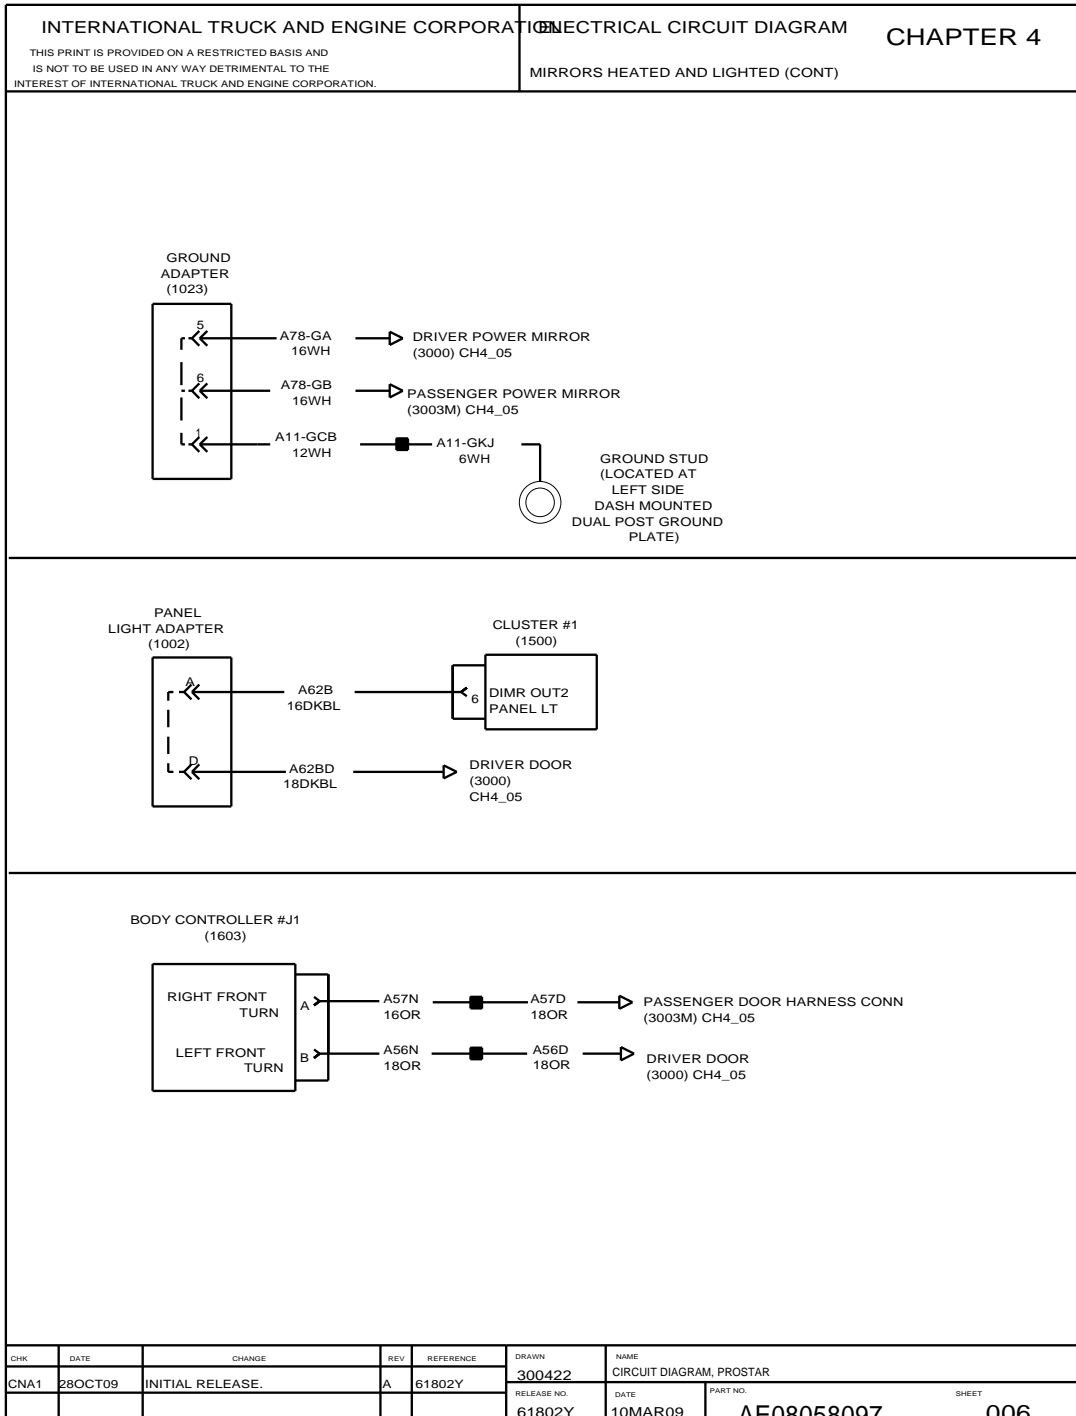 INTERNATIONAL TRUCK AND ENGINE CORPORATION
THIS PRINT IS PROVIDED ON A RESTRICTED BASIS AND
IS NOT TO BE USED IN ANY WAY DETRIMENTAL TO THE
INTEREST OF INTERNATIONAL TRUCK AND ENGINE CORPORATION.
ELECTRICAL CIRCUIT DIAGRAM
CHAPTER 4
MIRRORS HEATED AND LIGHTED (CONT)
GROUND
ADAPTER
(1023)
5
A78-GA
16WH
DRIVER POWER MIRROR
(3000) CH4_05
6
A78-GB
16WH
PASSENGER POWER MIRROR
(3003M) CH4_05
1
A11-GCB
12WH
A11-GKJ
6WH
GROUND STUD
(LOCATED AT
LEFT SIDE
DASH MOUNTED
DUAL POST GROUND
PLATE)
PANEL
LIGHT ADAPTER
(1002)
CLUSTER #1
(1500)
A
A62B
16DKBL
6
DIMR OUT2
PANEL LT
D
A62BD
18DKBL
DRIVER DOOR
(3000)
CH4_05
BODY CONTROLLER #J1
(1603)
RIGHT FRONT
TURN
A
A57N
16OR
A57D
18OR
PASSENGER DOOR HARNESS CONN
(3003M) CH4_05
LEFT FRONT
TURN
B
A56N
18OR
A56D
18OR
DRIVER DOOR
(3000) CH4_05
CHK DATE CHANGE REV REFERENCE
CNA1 28OCT09 INITIAL RELEASE. A 61802Y
DRAWN
300422
NAME
CIRCUIT DIAGRAM, PROSTAR
RELEASE NO.
61802Y
DATE
10MAR09
PART NO.
AE08058097
SHEET
006